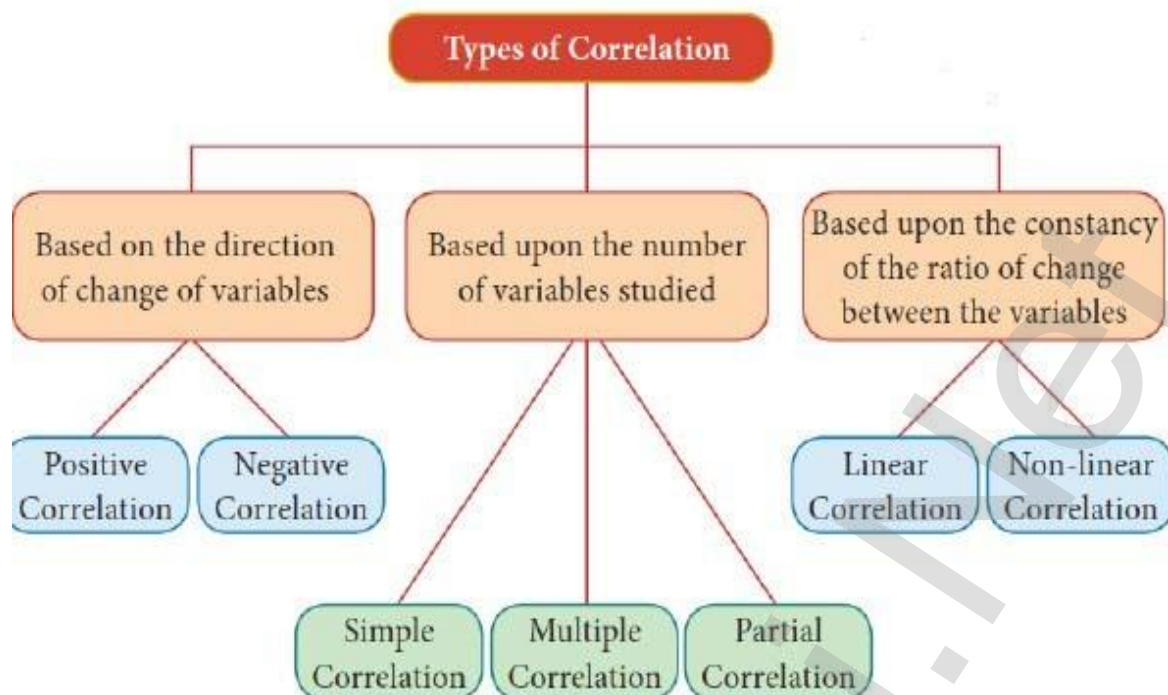 Types of Correlation
Based on the direction
of change of variables
Based upon the number
of variables studied
Based upon the constancy
of the ratio of change
between the variables
Positive
Correlation
Negative
Correlation
Linear
Correlation
Non-linear
Correlation
Simple
Correlation
Multiple
Correlation
Partial
Correlation